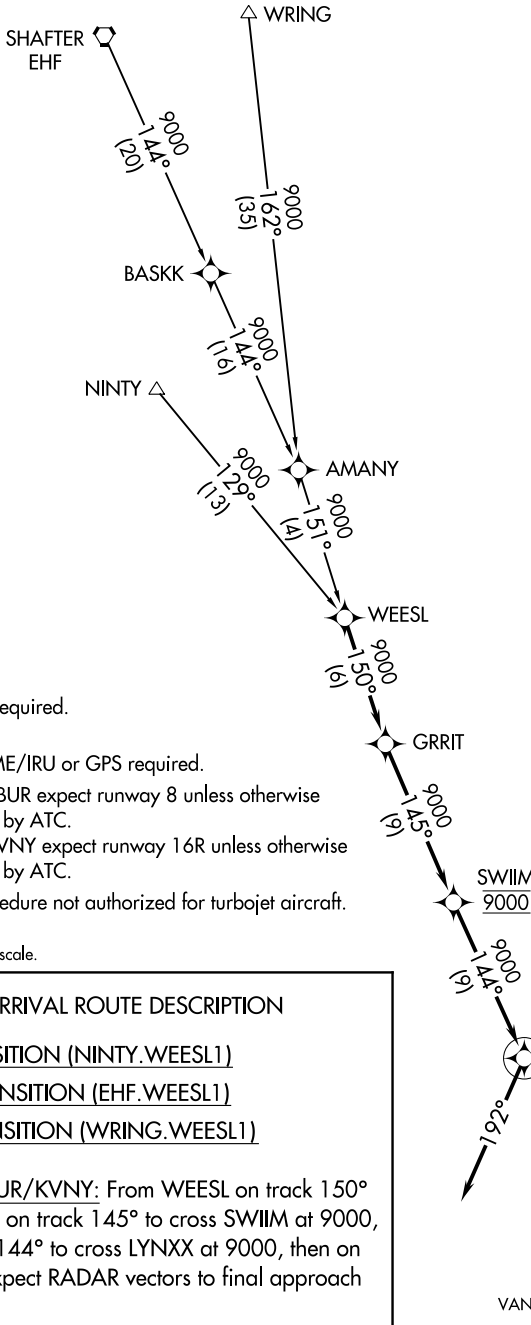 WRING
SHAFTER
EHF
9000
144°
(20)
9000
162°
(35)
BASKK
9000
144°
(16)
NINTY
AMANY
9000
129°
(13)
9000
151°
(4)
WEESL
9000
150°
(6)
equired.
GRRIT
ME/IRU or GPS required.
BUR expect runway 8 unless otherwise
by ATC.
VNY expect runway 16R unless otherwise
by ATC.
9000
145°
(9)
SWIIM
9000
edure not authorized for turbojet aircraft.
scale.
9000
144°
(9)
RRIVAL ROUTE DESCRIPTION
SITION (NINTY.WEESL1)
NSITION (EHF.WEESL1)
NSITION (WRING.WEESL1)
192°
UR/KVNY: From WEESL on track 150°
on track 145° to cross SWIIM at 9000,
144° to cross LYNXX at 9000, then on
xpect RADAR vectors to final approach
VAN